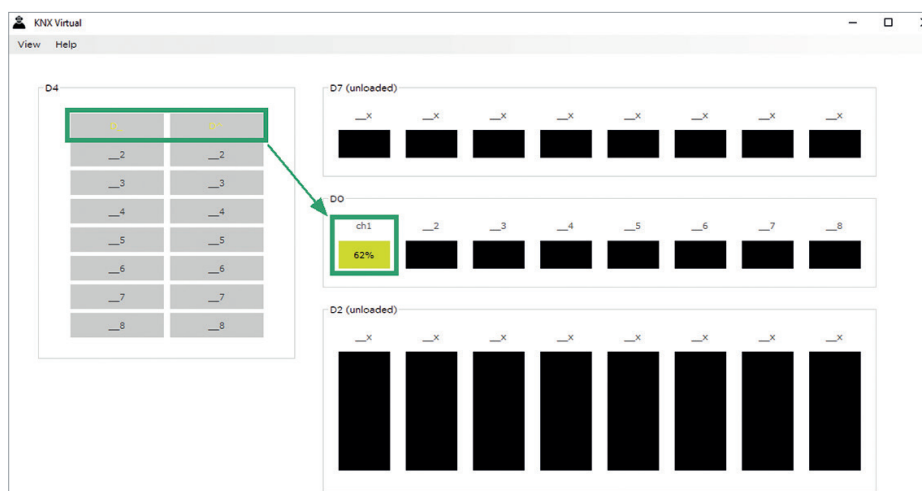 KNX Virtual
View Help
D4
D- D+
__2 __2
__3 __3
__4 __4
__5 __5
__6 __6
__7 __7
__8 __8
D7 (unloaded)
__x __x __x __x __x __x __x __x
D0
ch1 __2 __3 __4 __5 __6 __7 __8
62%
D2 (unloaded)
__x __x __x __x __x __x __x __x